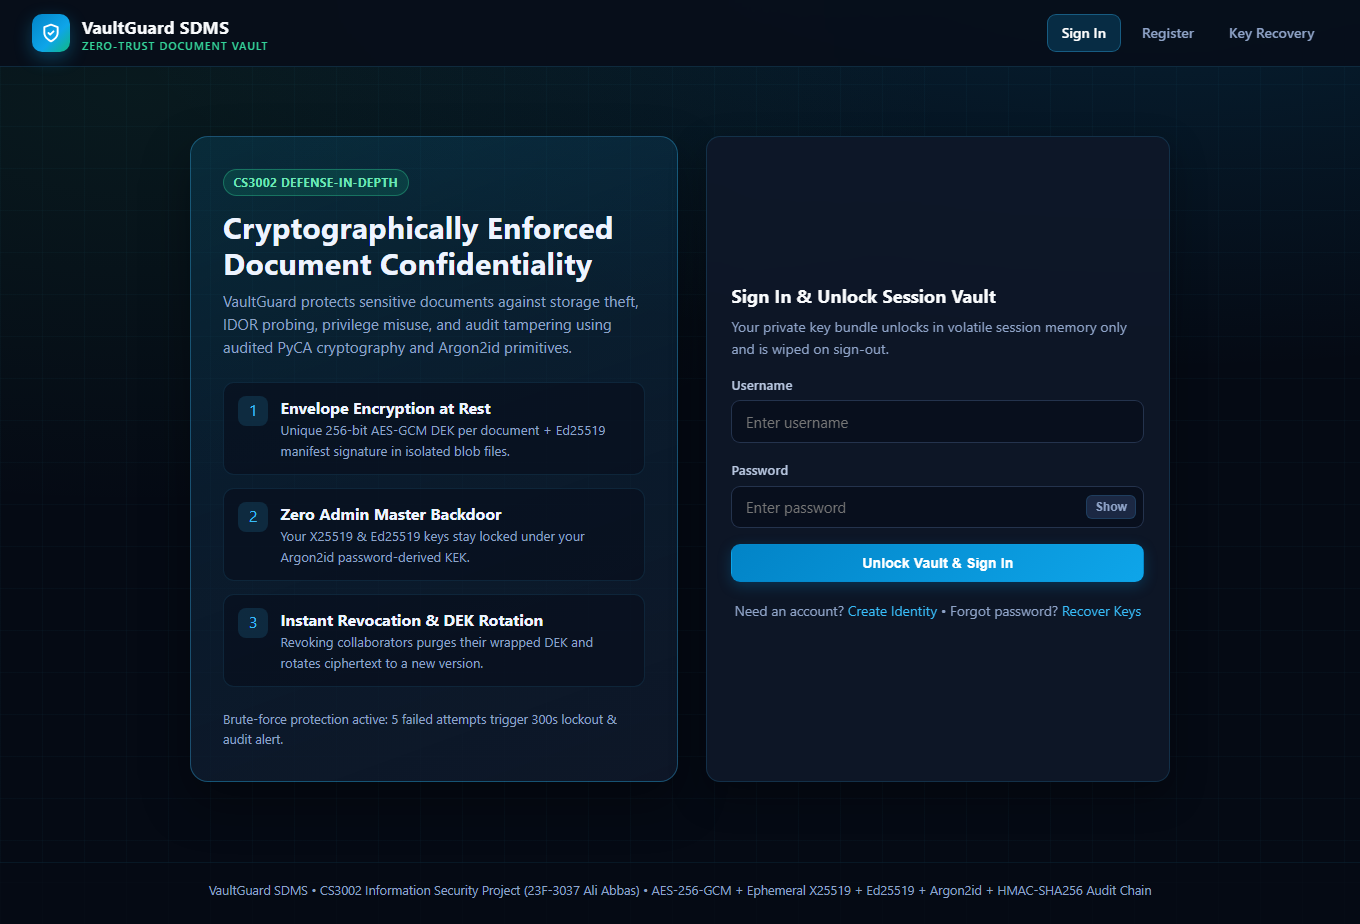 VaultGuard SDMS
ZERO-TRUST DOCUMENT VAULT
Sign In
Register
Key Recovery
CS3002 DEFENSE-IN-DEPTH
Cryptographically Enforced
Document Confidentiality
VaultGuard protects sensitive documents against storage theft,
IDOR probing, privilege misuse, and audit tampering using
audited PyCA cryptography and Argon2id primitives.
1
Envelope Encryption at Rest
Unique 256-bit AES-GCM DEK per document + Ed25519
manifest signature in isolated blob files.
2
Zero Admin Master Backdoor
Your X25519 & Ed25519 keys stay locked under your
Argon2id password-derived KEK.
3
Instant Revocation & DEK Rotation
Revoking collaborators purges their wrapped DEK and
rotates ciphertext to a new version.
Brute-force protection active: 5 failed attempts trigger 300s lockout &
audit alert.
Sign In & Unlock Session Vault
Your private key bundle unlocks in volatile session memory only
and is wiped on sign-out.
Username
Enter username
Password
Enter password
Show
Unlock Vault & Sign In
Need an account? Create Identity • Forgot password? Recover Keys
VaultGuard SDMS • CS3002 Information Security Project (23F-3037 Ali Abbas) • AES-256-GCM + Ephemeral X25519 + Ed25519 + Argon2id + HMAC-SHA256 Audit Chain